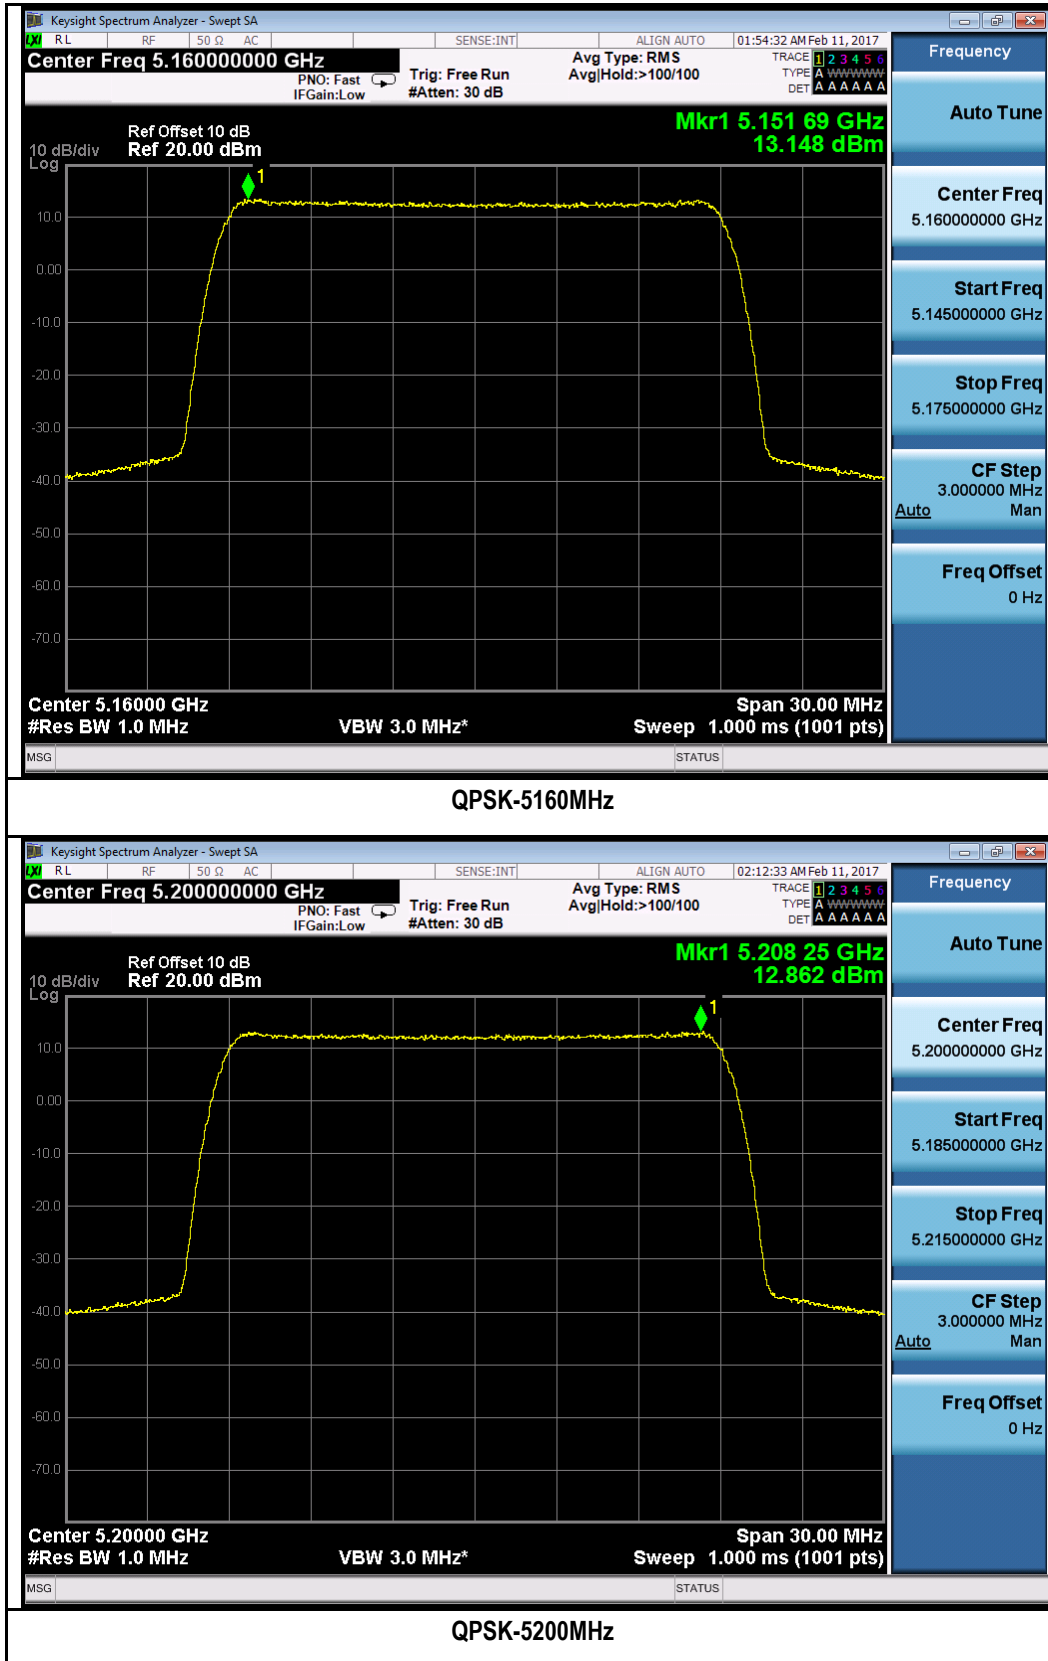 Keysight Spectrum Analyzer - Swept SA
LXI RL RF 50 Ω AC SENSE:INT ALIGN AUTO 01:54:32 AM Feb 11, 2017
Center Freq 5.160000000 GHz
PNO: Fast
IFGain:Low
Trig: Free Run
#Atten: 30 dB
Avg Type: RMS
Avg|Hold:>100/100
TRACE 1 2 3 4 5 6
TYPE A WWWWW
DET A A A A A A
Frequency
Auto Tune
Mkr1 5.151 69 GHz
13.148 dBm
Ref Offset 10 dB
10 dB/div Ref 20.00 dBm
Log
1
10.0
0.00
-10.0
-20.0
-30.0
-40.0
-50.0
-60.0
-70.0
Center Freq
5.160000000 GHz
Start Freq
5.145000000 GHz
Stop Freq
5.175000000 GHz
CF Step
3.000000 MHz
Auto Man
Freq Offset
0 Hz
Center 5.16000 GHz Span 30.00 MHz
#Res BW 1.0 MHz VBW 3.0 MHz* Sweep 1.000 ms (1001 pts)
MSG STATUS
QPSK-5160MHz
Keysight Spectrum Analyzer - Swept SA
LXI RL RF 50 Ω AC SENSE:INT ALIGN AUTO 02:12:33 AM Feb 11, 2017
Center Freq 5.200000000 GHz
PNO: Fast
IFGain:Low
Trig: Free Run
#Atten: 30 dB
Avg Type: RMS
Avg|Hold:>100/100
TRACE 1 2 3 4 5 6
TYPE A WWWWW
DET A A A A A A
Frequency
Auto Tune
Mkr1 5.208 25 GHz
12.862 dBm
Ref Offset 10 dB
10 dB/div Ref 20.00 dBm
Log
1
10.0
0.00
-10.0
-20.0
-30.0
-40.0
-50.0
-60.0
-70.0
Center Freq
5.200000000 GHz
Start Freq
5.185000000 GHz
Stop Freq
5.215000000 GHz
CF Step
3.000000 MHz
Auto Man
Freq Offset
0 Hz
Center 5.20000 GHz Span 30.00 MHz
#Res BW 1.0 MHz VBW 3.0 MHz* Sweep 1.000 ms (1001 pts)
MSG STATUS
QPSK-5200MHz